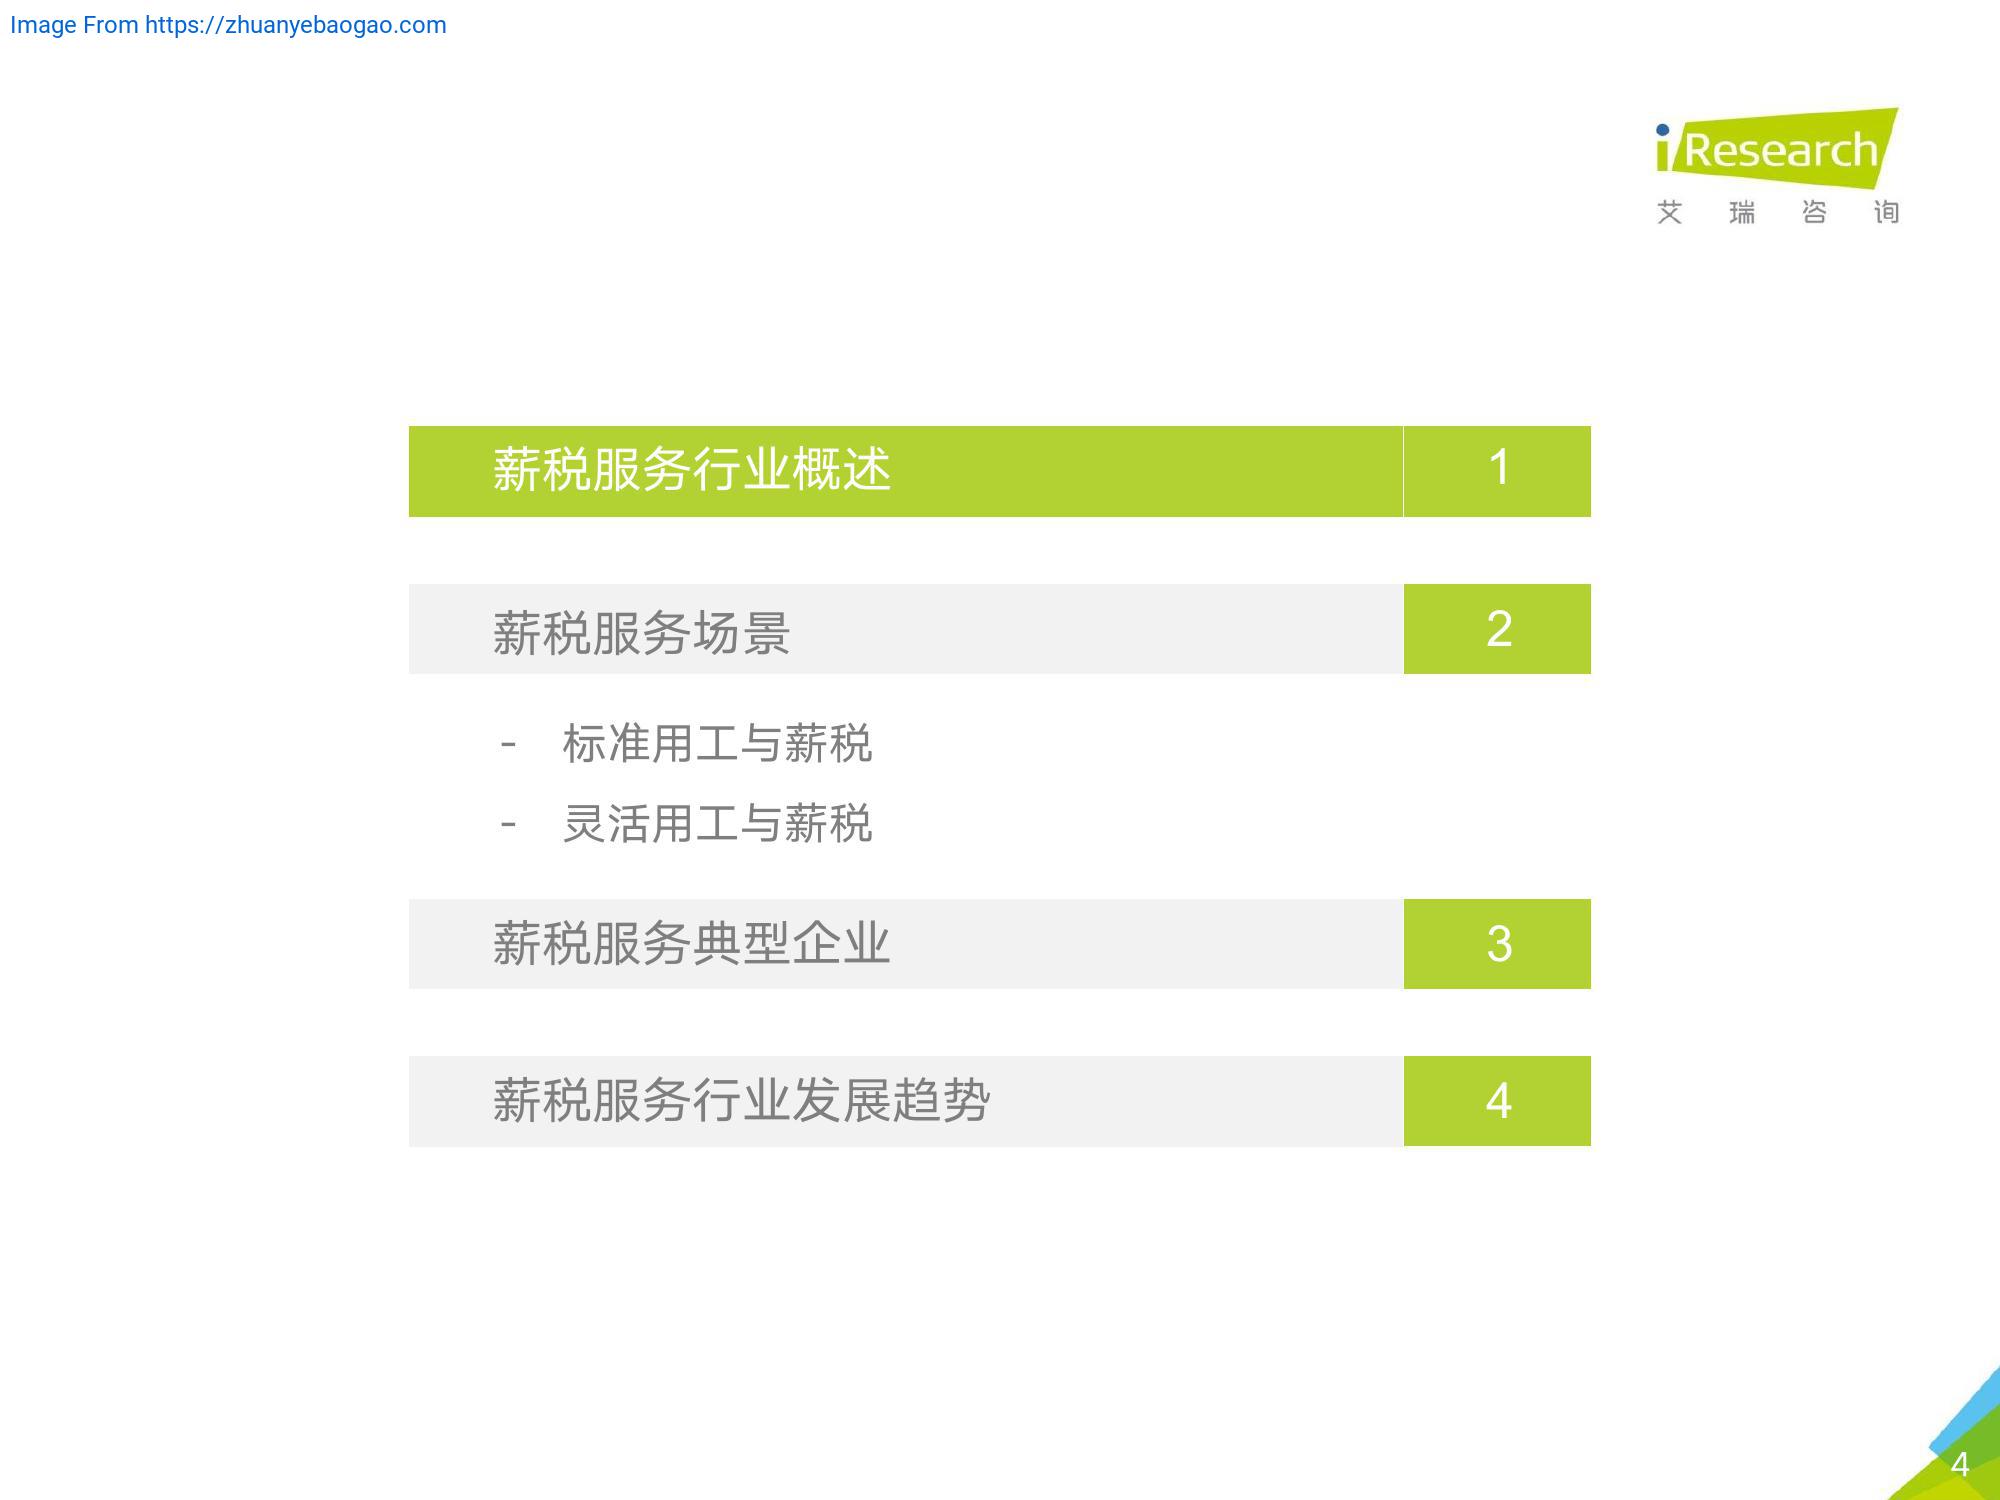 Image From https://zhuanyebaogao.com
iResearch
艾瑞咨询
薪税服务行业概述 1
薪税服务场景 2
- 标准用工与薪税
- 灵活用工与薪税
薪税服务典型企业 3
薪税服务行业发展趋势 4
4